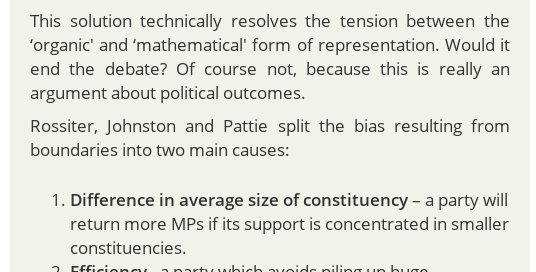 This solution technically resolves the tension between the
‘organic' and ‘mathematical' form of representation. Would it
end the debate? Of course not, because this is really an
argument about political outcomes.
Rossiter, Johnston and Pattie split the bias resulting from
boundaries into two main causes:
1. Difference in average size of constituency – a party will
return more MPs if its support is concentrated in smaller
constituencies.
2. Efficiency - a party which avoids piling up huge